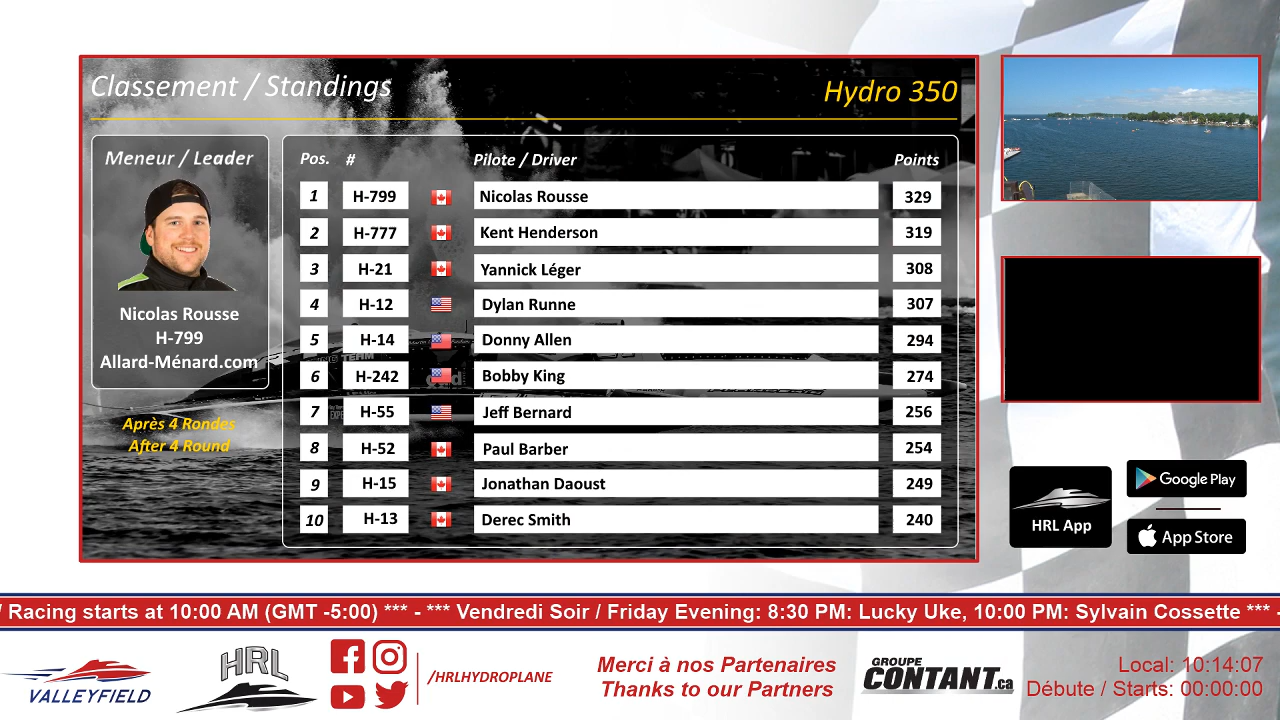 Classement / Standings
Hydro 350
Meneur / Leader
Nicolas Rousse
H-799
Allard-Ménard.com
Après 4 Rondes
After 4 Round
Pos. # Pilote / Driver Points
1 H-799 Nicolas Rousse 329
2 H-777 Kent Henderson 319
3 H-21 Yannick Léger 308
4 H-12 Dylan Runne 307
5 H-14 Donny Allen 294
6 H-242 Bobby King 274
7 H-55 Jeff Bernard 256
8 H-52 Paul Barber 254
9 H-15 Jonathan Daoust 249
10 H-13 Derec Smith 240
HRL App
Google Play
App Store
/ Racing starts at 10:00 AM (GMT -5:00) *** - *** Vendredi Soir / Friday Evening: 8:30 PM: Lucky Uke, 10:00 PM: Sylvain Cossette *** -
VALLEYFIELD
HRL
/HRLHYDROPLANE
Merci à nos Partenaires
Thanks to our Partners
GROUPE
CONTANT.ca
Local: 10:14:07
Débute / Starts: 00:00:00